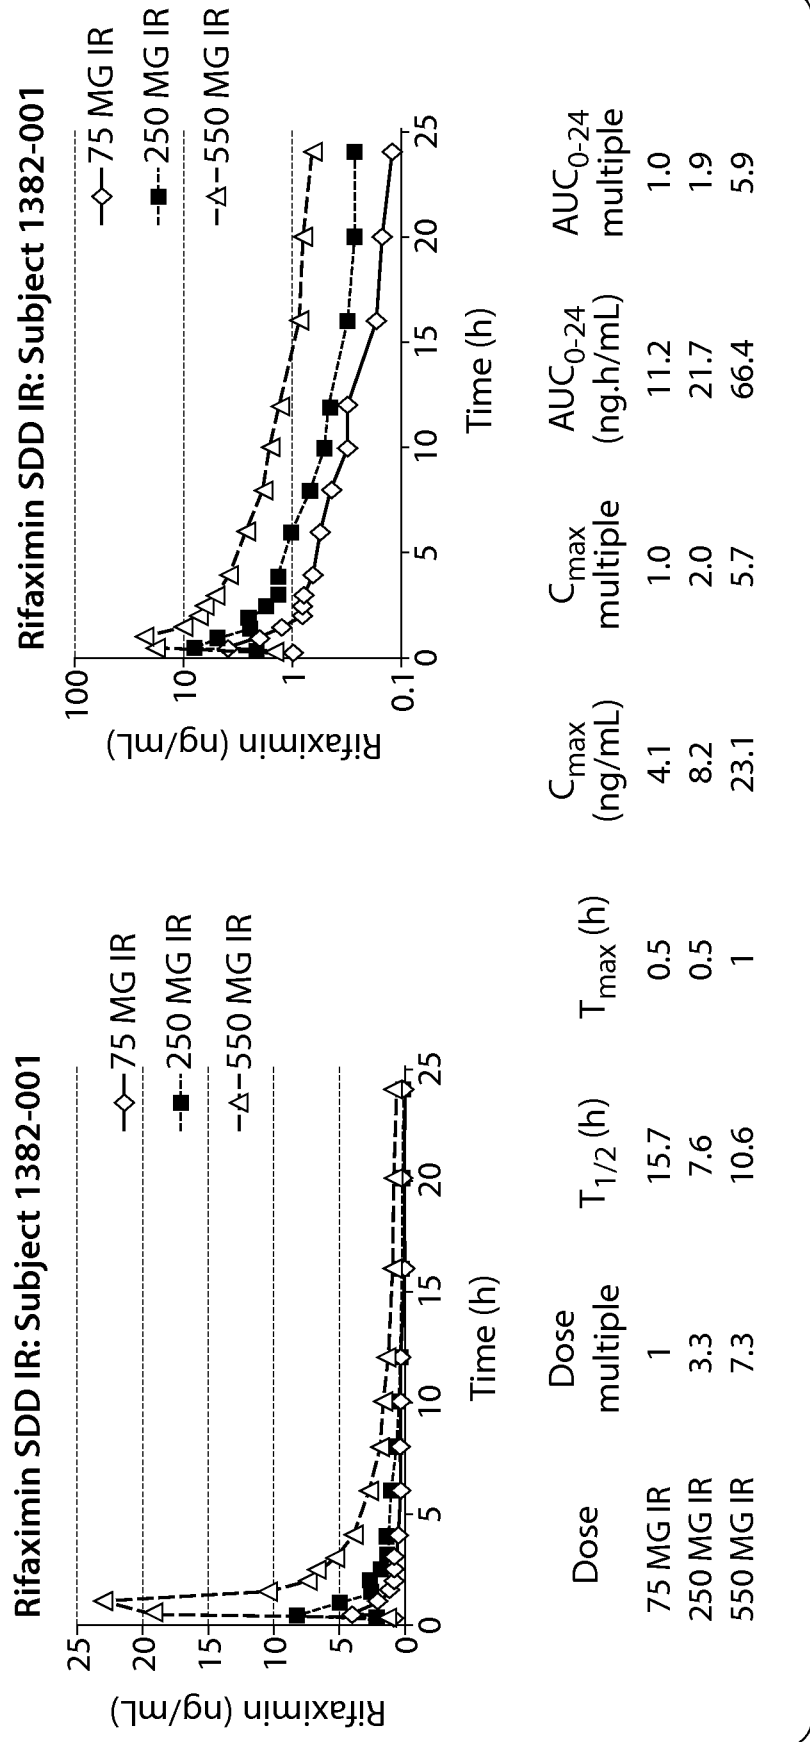 Rifaximin SDD IR: Subject 1382-001
Rifaximin (ng/mL)
25
20
15
10
5
0
0
5
10
15
20
25
Time (h)
75 MG IR
250 MG IR
550 MG IR
Rifaximin SDD IR: Subject 1382-001
Rifaximin (ng/mL)
100
10
1
0.1
0
5
10
15
20
25
Time (h)
75 MG IR
250 MG IR
550 MG IR
Dose Dose multiple T1/2 (h) Tmax (h) Cmax (ng/mL) Cmax multiple AUC0-24 (ng.h/mL) AUC0-24 multiple
75 MG IR 1 15.7 0.5 4.1 1.0 11.2 1.0
250 MG IR 3.3 7.6 0.5 8.2 2.0 21.7 1.9
550 MG IR 7.3 10.6 1 23.1 5.7 66.4 5.9